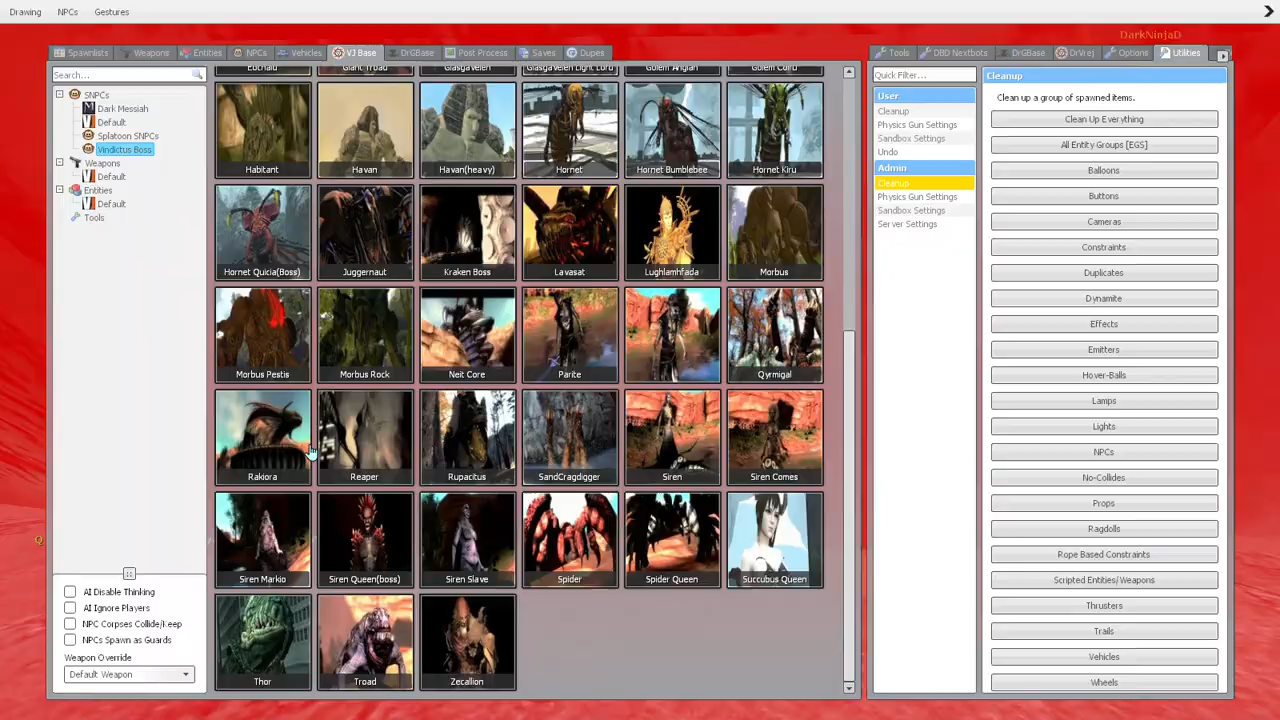 Drawing NPCs Gestures
DarkNinjaD
Spawnlists Weapons Entities NPCs Vehicles VJ Base DrGBase Post Process Saves Dupes
Tools DBD Nextbots DrGBase DrVrej Options Utilities
Search...
SNPCs
Dark Messiah
Default
Splatoon SNPCs
Vindictus Boss
Weapons
Default
Entities
Default
Tools
AI Disable Thinking
AI Ignore Players
NPC Corpses Collide/Keep
NPCs Spawn as Guards
Weapon Override
Default Weapon
Glasgavelen Glasgavelen Light Lord Golem Anglan
Habitant Havan Havan(heavy) Hornet Hornet Bumblebee Hornet Kiru
Hornet Quicia(Boss) Juggernaut Kraken Boss Lavasat Lughlamhfada Morbus
Morbus Pestis Morbus Rock Neit Core Parite Qyrmigal
Rakiora Reaper Rupacitus SandCragdigger Siren Siren Comes
Siren Markio Siren Queen(boss) Siren Slave Spider Spider Queen Succubus Queen
Thor Troad Zecallion
Quick Filter...
User
Cleanup
Physics Gun Settings
Sandbox Settings
Undo
Admin
Cleanup
Physics Gun Settings
Sandbox Settings
Server Settings
Cleanup
Clean up a group of spawned items.
Clean Up Everything
All Entity Groups [EGS]
Balloons
Buttons
Cameras
Constraints
Duplicates
Dynamite
Effects
Emitters
Hover-Balls
Lamps
Lights
NPCs
No-Collides
Props
Ragdolls
Rope Based Constraints
Scripted Entities/Weapons
Thrusters
Trails
Vehicles
Wheels
Q